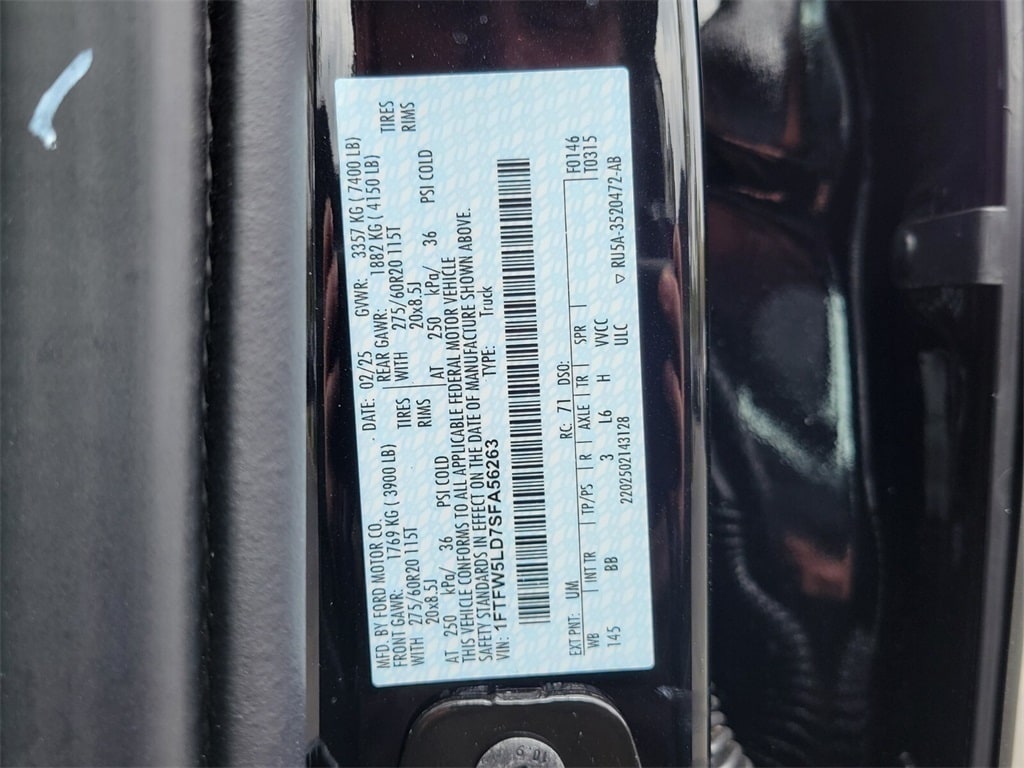 MFD. BY FORD MOTOR CO. DATE: 02/25 GVWR: 3357 KG ( 7400 LB)
FRONT GAWR: 1769 KG ( 3900 LB) REAR GAWR: 1882 KG ( 4150 LB)
WITH 275/60R20 115T TIRES WITH 275/60R20 115T TIRES
20x8.5J RIMS 20x8.5J RIMS
AT 250 kPa/ 36 PSI COLD AT 250 kPa/ 36 PSI COLD
THIS VEHICLE CONFORMS TO ALL APPLICABLE FEDERAL MOTOR VEHICLE
SAFETY STANDARDS IN EFFECT ON THE DATE OF MANUFACTURE SHOWN ABOVE.
VIN: 1FTFW5LD7SFA56263 TYPE: Truck
EXT PNT: UM RC: 71 DSO: F0146
WB INT TR TP/PS R AXLE TR SPR T0315
145 BB 3 L6 H VVCC
2202502143128 ULC ▽ RU5A-3520472-AB